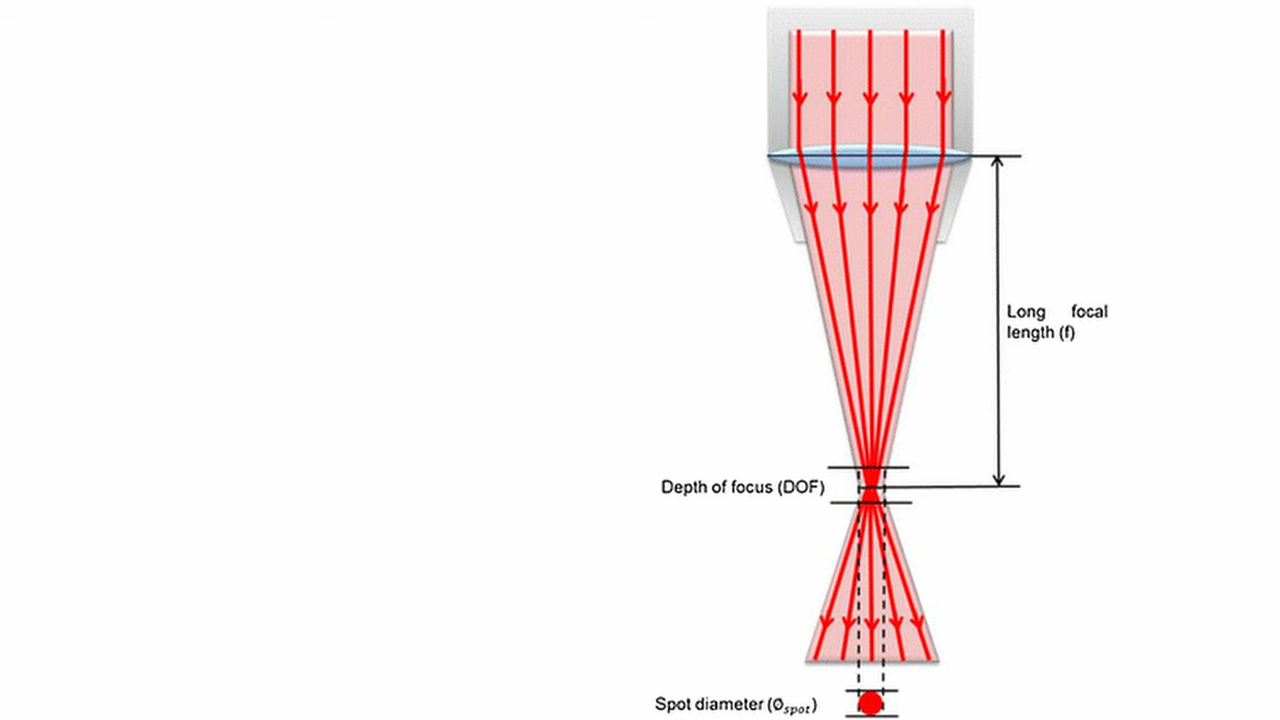 Long focal
length (f)
Depth of focus (DOF)
Spot diameter (Ø𝑠𝑝𝑜𝑡)